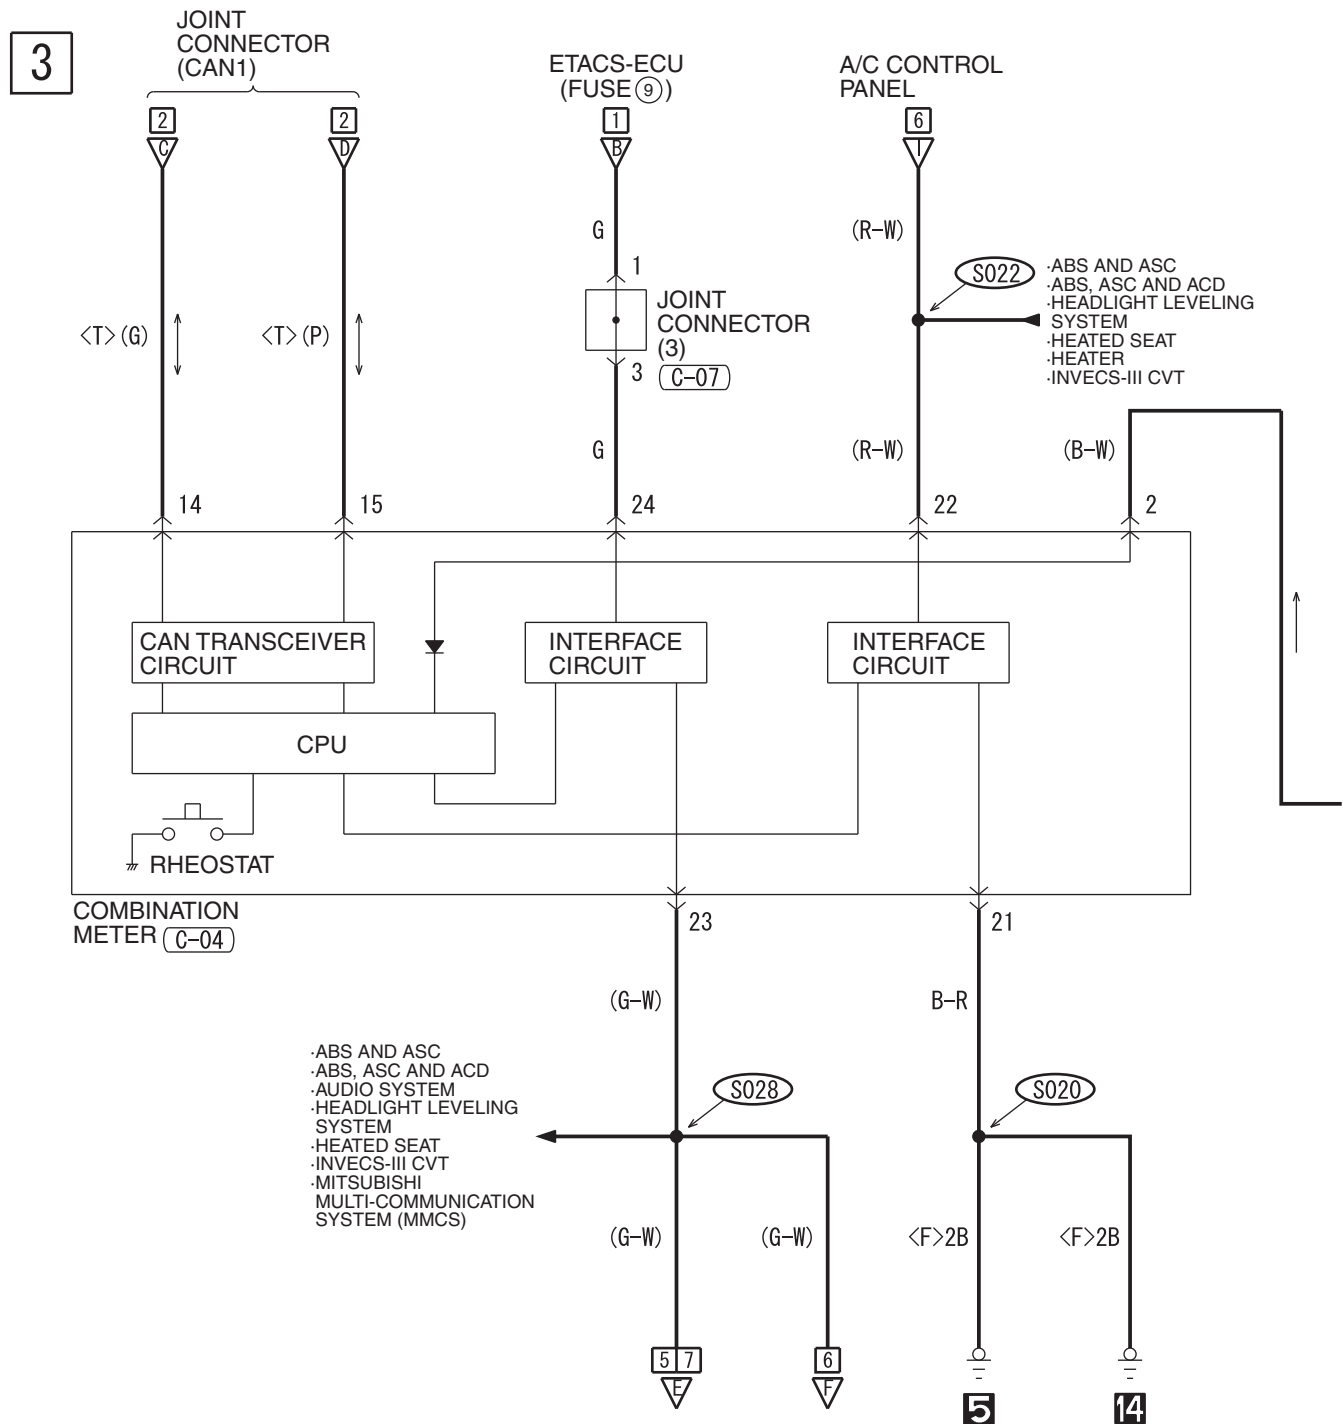 3
JOINT
CONNECTOR
(CAN1)
ETACS-ECU
(FUSE⑨)
A/C CONTROL
PANEL
2
2
1
6
C
D
B
I
G
(R-W)
1
S022
·ABS AND ASC
·ABS, ASC AND ACD
·HEADLIGHT LEVELING
SYSTEM
·HEATED SEAT
·HEATER
·INVECS-III CVT
JOINT
CONNECTOR
(3)
C-07
3
<T>(G)
<T>(P)
G
(R-W)
(B-W)
14
15
24
22
2
CAN TRANSCEIVER
CIRCUIT
INTERFACE
CIRCUIT
INTERFACE
CIRCUIT
CPU
RHEOSTAT
COMBINATION
METER C-04
23
21
(G-W)
B-R
·ABS AND ASC
·ABS, ASC AND ACD
·AUDIO SYSTEM
·HEADLIGHT LEVELING
SYSTEM
·HEATED SEAT
·INVECS-III CVT
·MITSUBISHI
MULTI-COMMUNICATION
SYSTEM (MMCS)
S028
S020
(G-W)
(G-W)
<F>2B
<F>2B
5 7
6
E
F
5
14